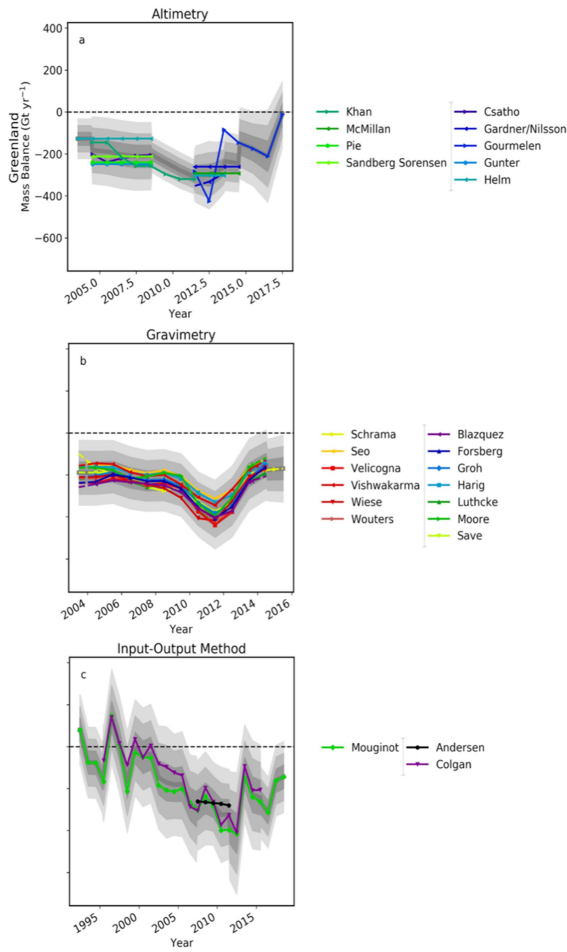 Altimetry
a
400
200
0
−200
−400
−600
Greenland
Mass Balance (Gt yr⁻¹)
2005.0
2007.5
2010.0
2012.5
2015.0
2017.5
Year
Khan
McMillan
Pie
Sandberg Sorensen
Csatho
Gardner/Nilsson
Gourmelen
Gunter
Helm
Gravimetry
b
2004
2006
2008
2010
2012
2014
2016
Year
Schrama
Seo
Velicogna
Vishwakarma
Wiese
Wouters
Blazquez
Forsberg
Groh
Harig
Luthcke
Moore
Save
Input-Output Method
c
1995
2000
2005
2010
2015
Year
Mouginot
Andersen
Colgan